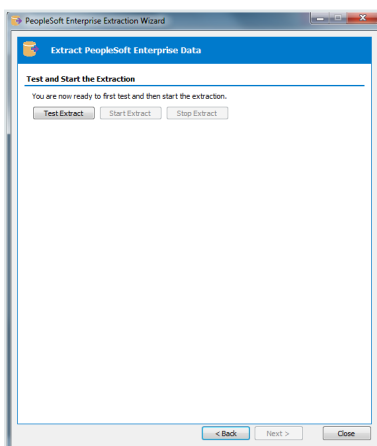 PeopleSoft Enterprise Extraction Wizard
Extract PeopleSoft Enterprise Data
Test and Start the Extraction
You are now ready to first test and then start the extraction.
Test Extract Start Extract Stop Extract
< Back Next > Close